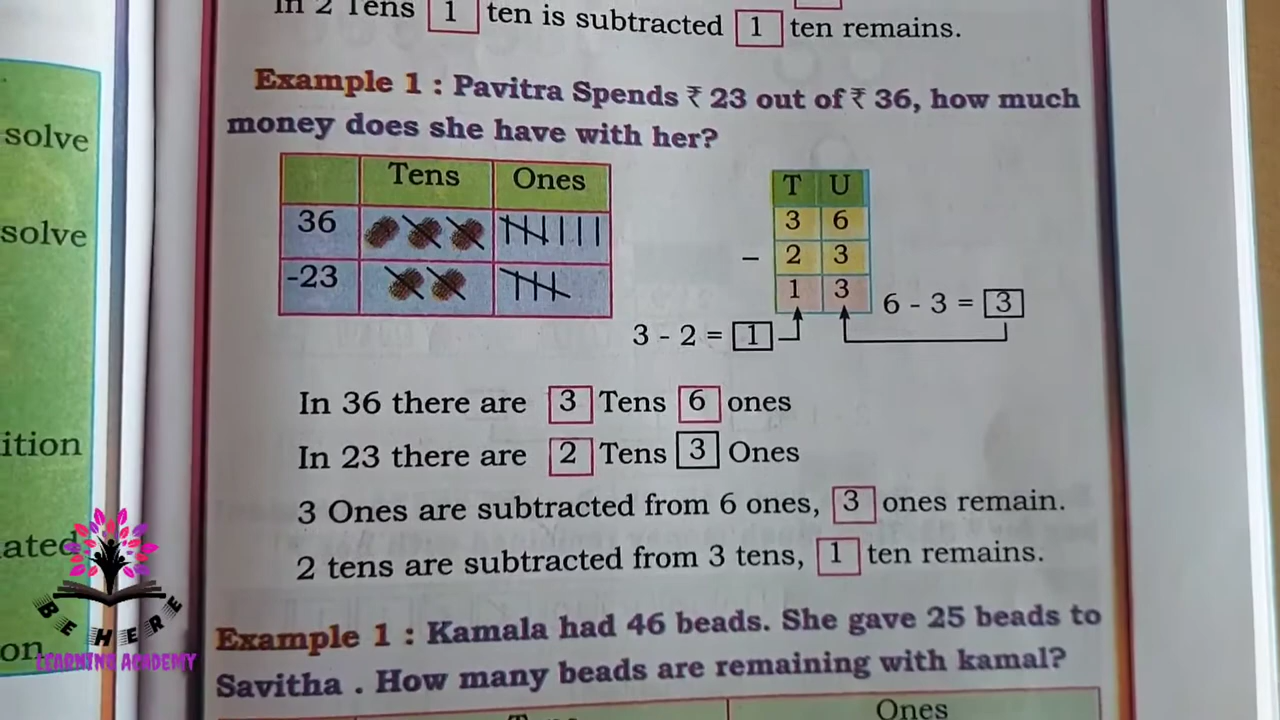 In 2 Tens 1 ten is subtracted 1 ten remains.
Example 1 : Pavitra Spends ₹ 23 out of ₹ 36, how much
money does she have with her?
Tens Ones
36
-23
T U
3 6
- 2 3
1 3
6 - 3 = 3
3 - 2 = 1
In 36 there are 3 Tens 6 ones
In 23 there are 2 Tens 3 Ones
3 Ones are subtracted from 6 ones, 3 ones remain.
2 tens are subtracted from 3 tens, 1 ten remains.
Example 1 : Kamala had 46 beads. She gave 25 beads to
Savitha . How many beads are remaining with kamal?
Ones
solve
solve
ition
ated
on
BE HERE
LEARNING ACADEMY